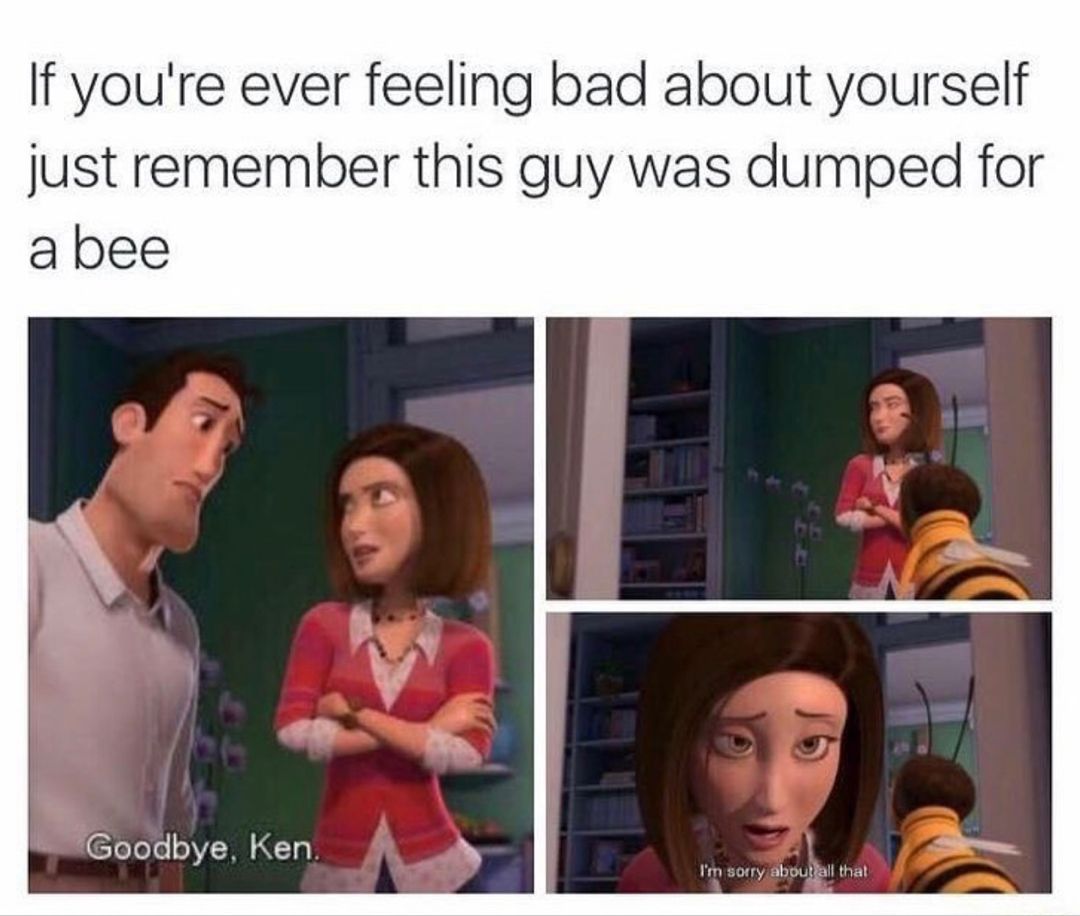 If you're ever feeling bad about yourself
just remember this guy was dumped for
a bee
Goodbye, Ken.
I'm sorry about all that